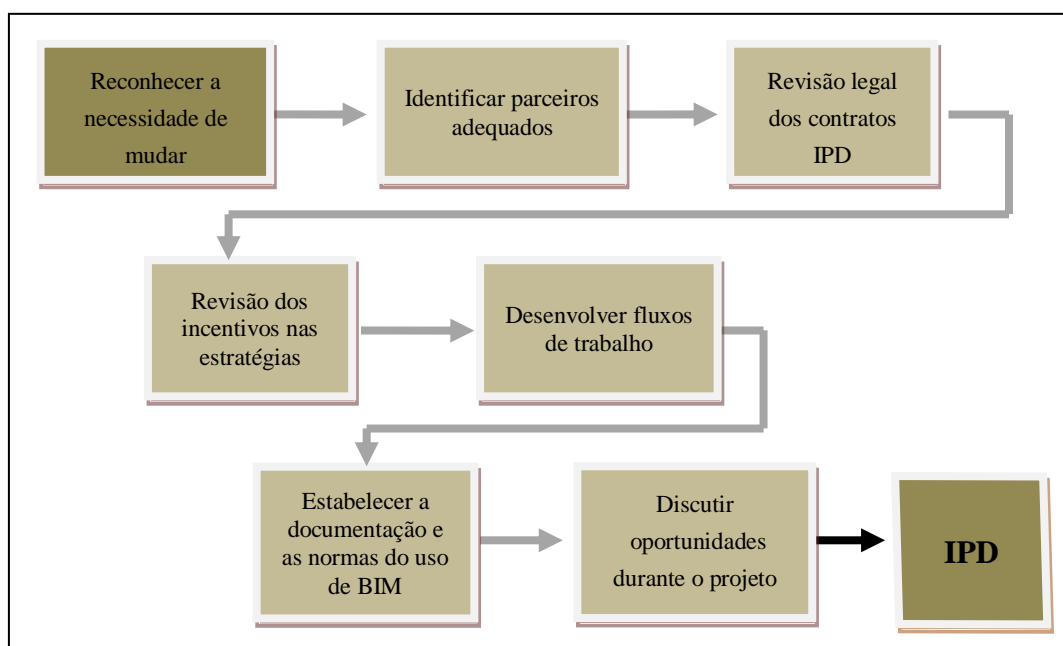 Reconhecer a
necessidade de
mudar
Identificar parceiros
adequados
Revisão legal
dos contratos
IPD
Revisão dos
incentivos nas
estratégias
Desenvolver fluxos
de trabalho
Estabelecer a
documentação e
as normas do uso
de BIM
Discutir
oportunidades
durante o projeto
IPD